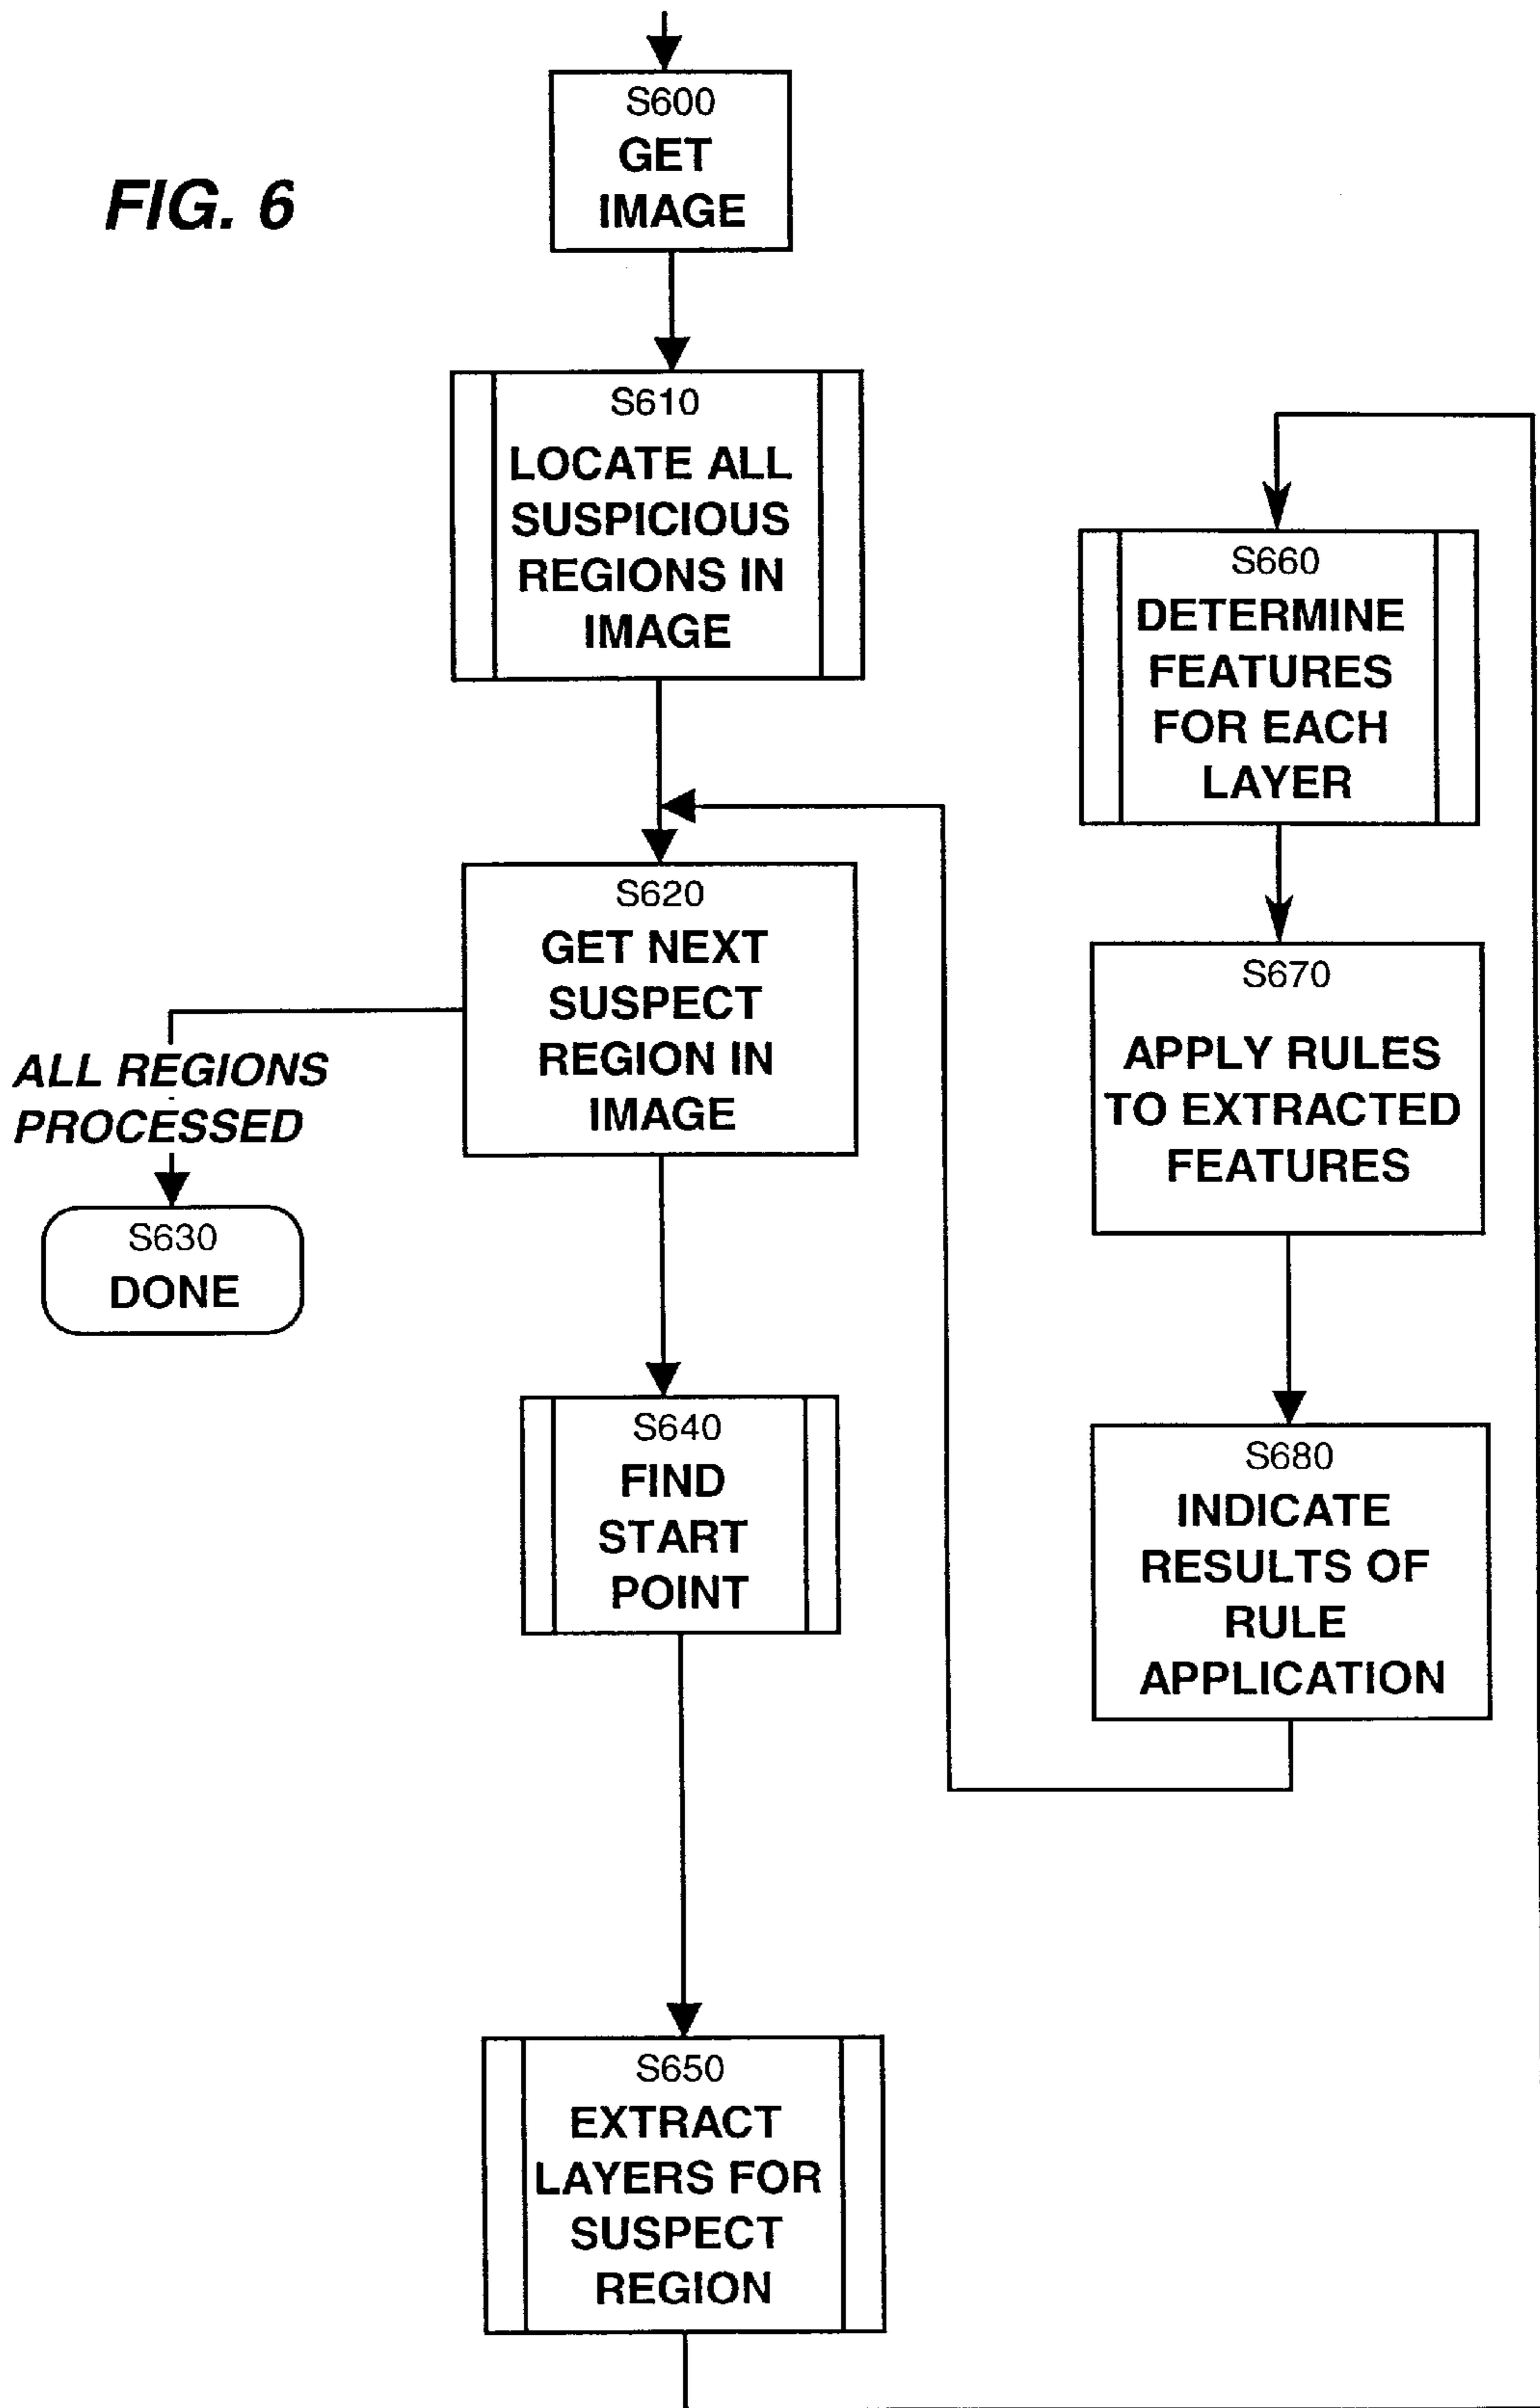 FIG. 6
S600
GET
IMAGE
S610
LOCATE ALL
SUSPICIOUS
REGIONS IN
IMAGE
S620
GET NEXT
SUSPECT
REGION IN
IMAGE
ALL REGIONS
PROCESSED
S630
DONE
S640
FIND
START
POINT
S650
EXTRACT
LAYERS FOR
SUSPECT
REGION
S660
DETERMINE
FEATURES
FOR EACH
LAYER
S670
APPLY RULES
TO EXTRACTED
FEATURES
S680
INDICATE
RESULTS OF
RULE
APPLICATION